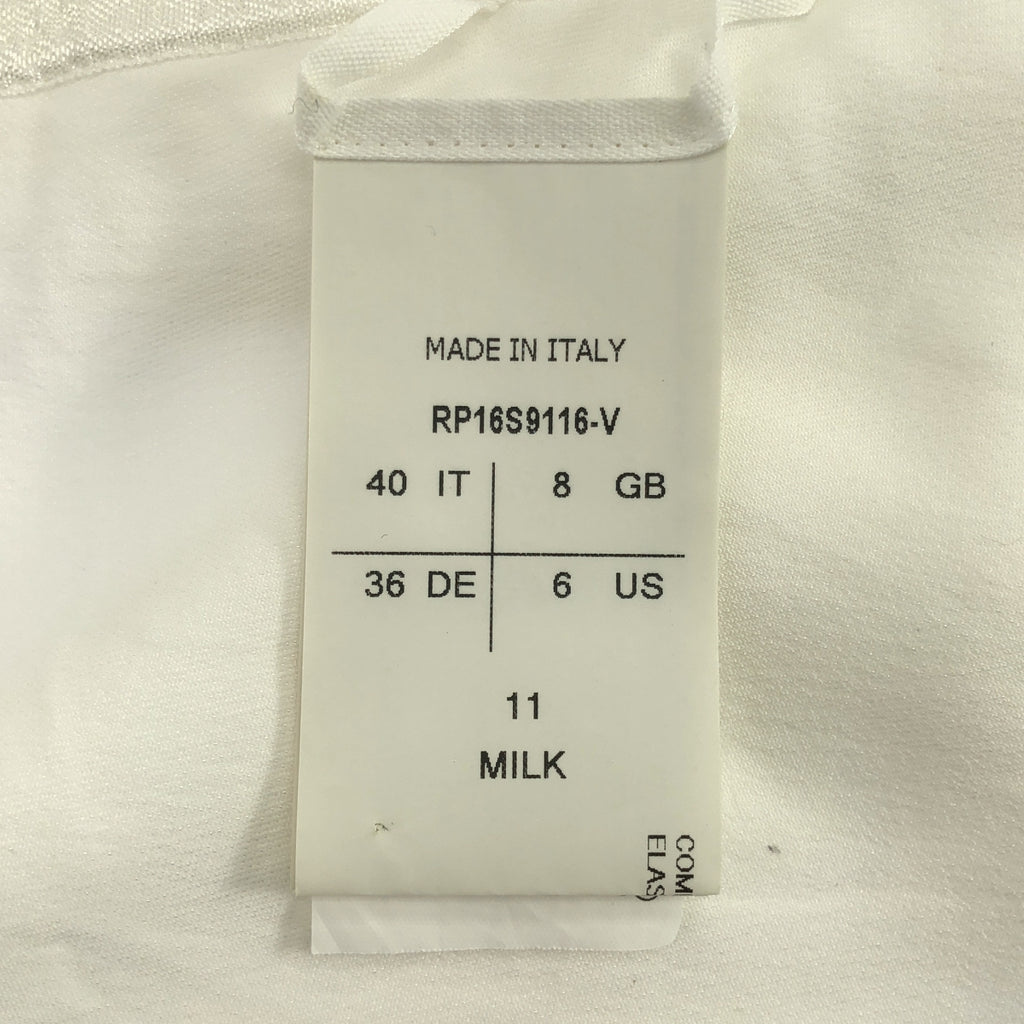 MADE IN ITALY
RP16S9116-V
40 IT 8 GB
36 DE 6 US
11
MILK
COM
ELAS